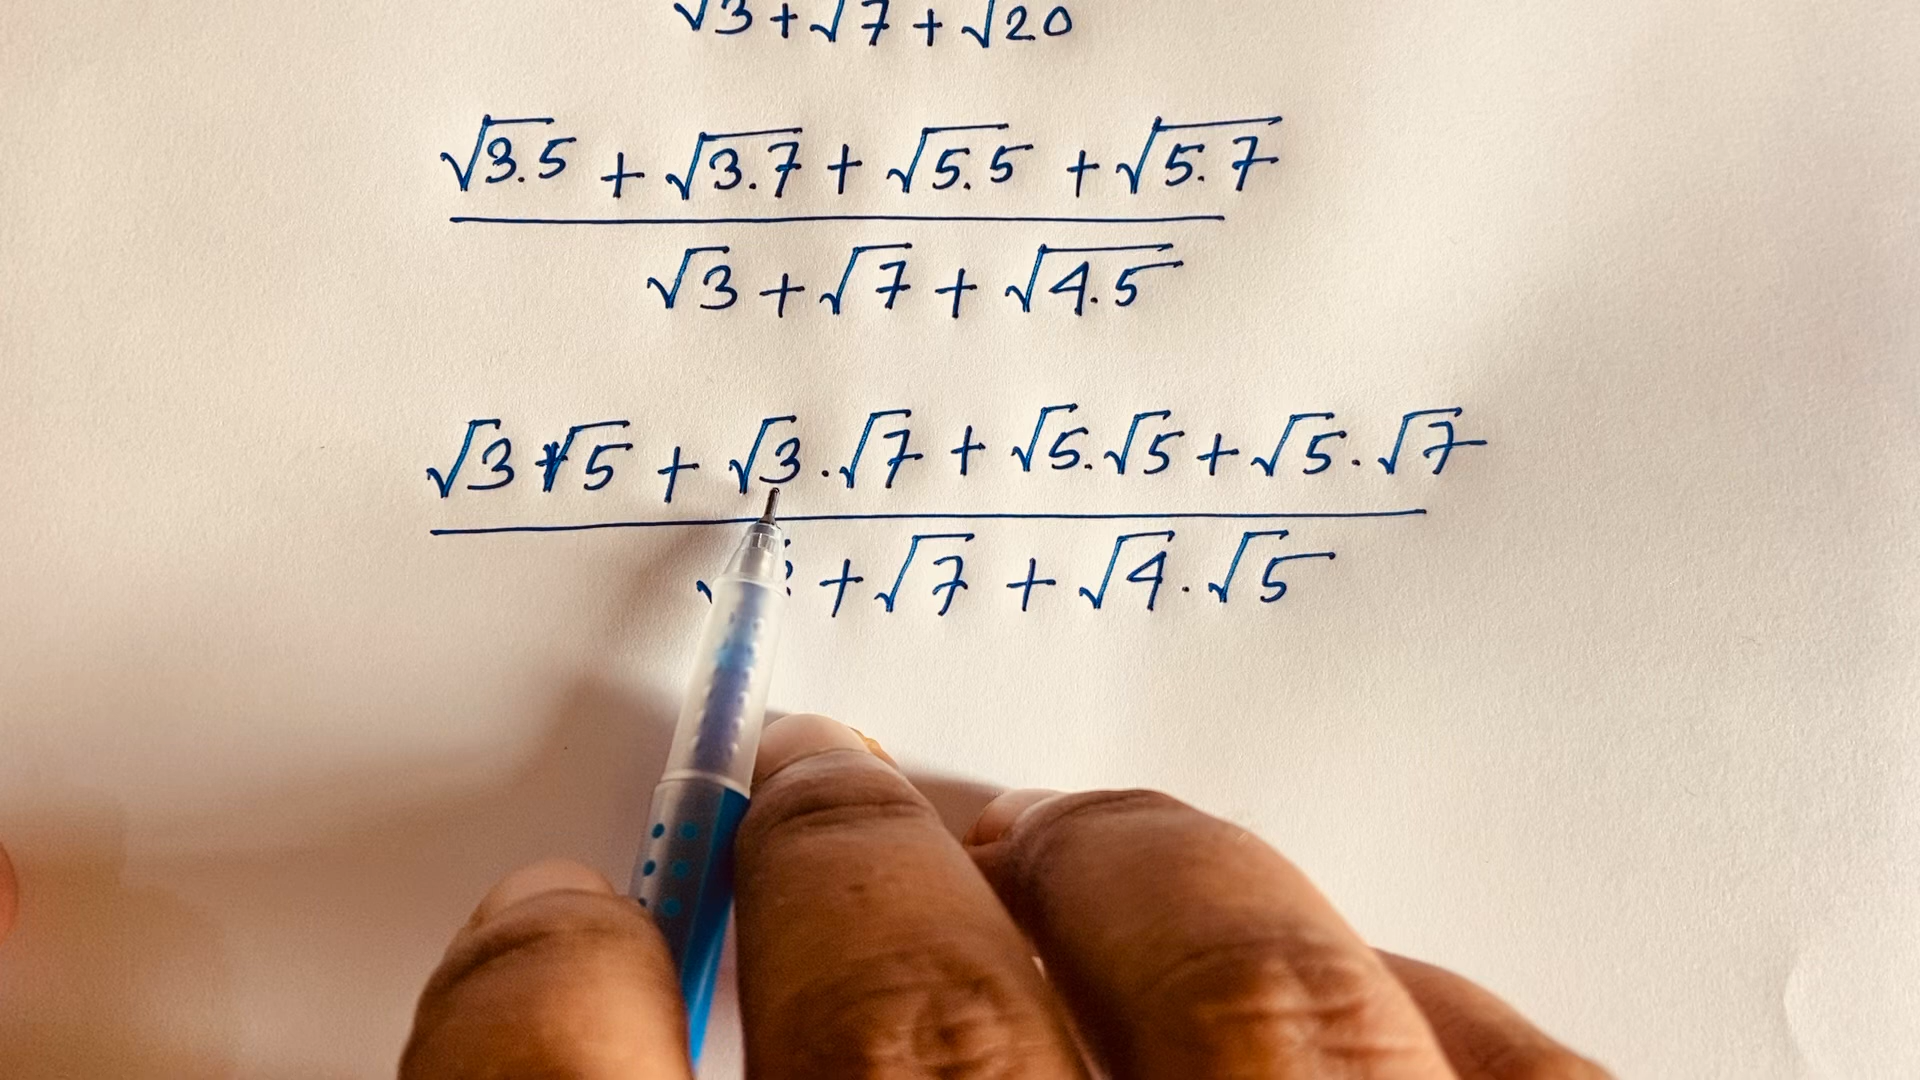 √3 + √7 + √20
√3.5 + √3.7 + √5.5 + √5.7
√3 + √7 + √4.5
√3 √5 + √3 . √7 + √5. √5 + √5 . √7
+ √7 + √4 . √5